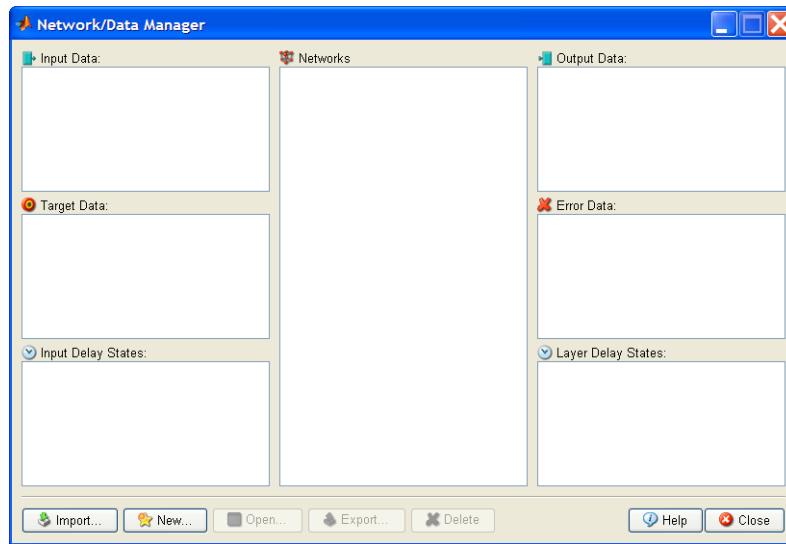 Network/Data Manager
Input Data:
Networks
Output Data:
Target Data:
Error Data:
Input Delay States:
Layer Delay States:
Import...
New...
Open...
Export...
Delete
Help
Close